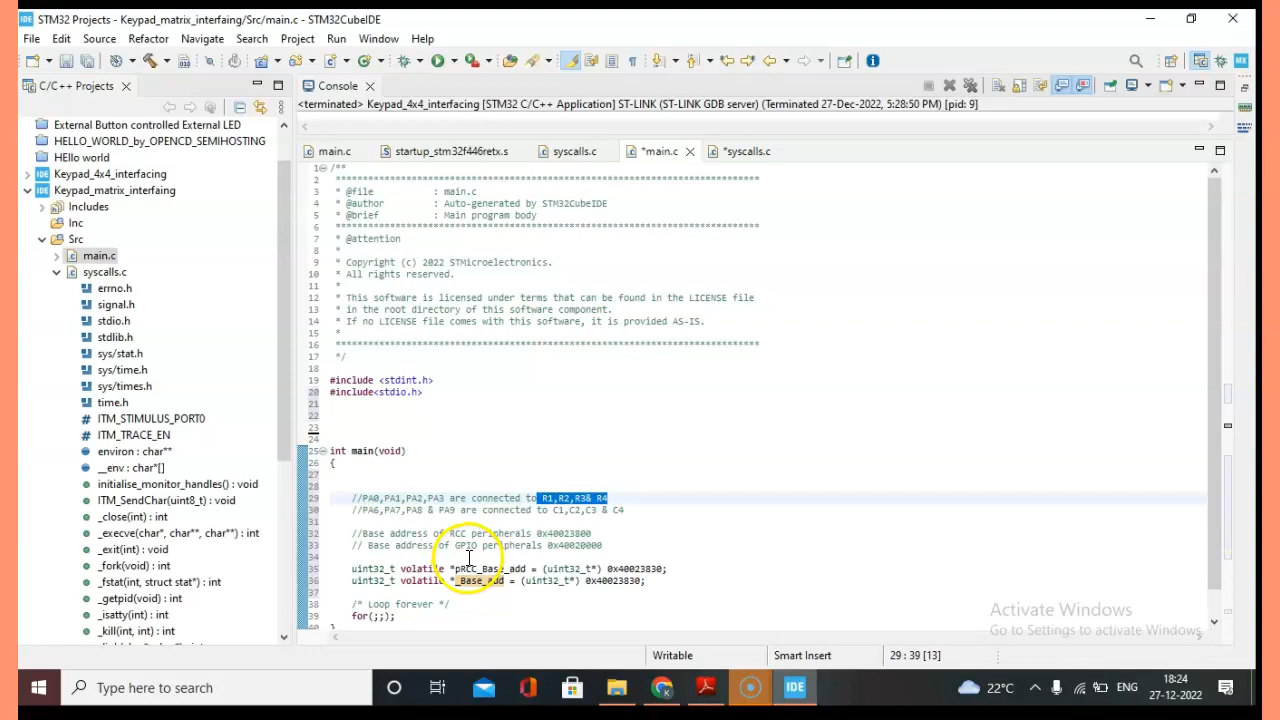 STM32 Projects - Keypad_matrix_interfaing/Src/main.c - STM32CubeIDE
File Edit Source Refactor Navigate Search Project Run Window Help
C/C++ Projects
External Button controlled External LED
HELLO_WORLD_by_OPENCD_SEMIHOSTING
HEllo world
Keypad_4x4_interfacing
Keypad_matrix_interfaing
Includes
Inc
Src
main.c
syscalls.c
errno.h
signal.h
stdio.h
stdlib.h
sys/stat.h
sys/time.h
sys/times.h
time.h
ITM_STIMULUS_PORT0
ITM_TRACE_EN
environ : char**
__env : char*[]
initialise_monitor_handles() : void
ITM_SendChar(uint8_t) : void
_close(int) : int
_execve(char*, char**, char**) : int
_exit(int) : void
_fork(void) : int
_fstat(int, struct stat*) : int
_getpid(void) : int
_isatty(int) : int
_kill(int, int) : int
Console
<terminated> Keypad_4x4_interfacing [STM32 C/C++ Application] ST-LINK (ST-LINK GDB server) (Terminated 27-Dec-2022, 5:28:50 PM) [pid: 9]
main.c startup_stm32f446retx.s syscalls.c *main.c *syscalls.c
1 /**
2 ******************************************************************************
3 * @file : main.c
4 * @author : Auto-generated by STM32CubeIDE
5 * @brief : Main program body
6 ******************************************************************************
7 * @attention
8 *
9 * Copyright (c) 2022 STMicroelectronics.
10 * All rights reserved.
11 *
12 * This software is licensed under terms that can be found in the LICENSE file
13 * in the root directory of this software component.
14 * If no LICENSE file comes with this software, it is provided AS-IS.
15 *
16 ******************************************************************************
17 */
18
19 #include <stdint.h>
20 #include<stdio.h>
21
22
23
24
25 int main(void)
26 {
27
28
29 //PA0,PA1,PA2,PA3 are connected to R1,R2,R3& R4
30 //PA6,PA7,PA8 & PA9 are connected to C1,C2,C3 & C4
31
32 //Base address of RCC peripherals 0x40023800
33 // Base address of GPIO peripherals 0x40020000
34
35 uint32_t volatile *pRCC_Base_add = (uint32_t*) 0x40023830;
36 uint32_t volatile *_Base_add = (uint32_t*) 0x40023830;
37
38 /* Loop forever */
39 for(;;);
40 }
Activate Windows
Go to Settings to activate Windows.
Writable Smart Insert 29 : 39 [13]
Type here to search
IDE
22°C ENG
18:24
27-12-2022